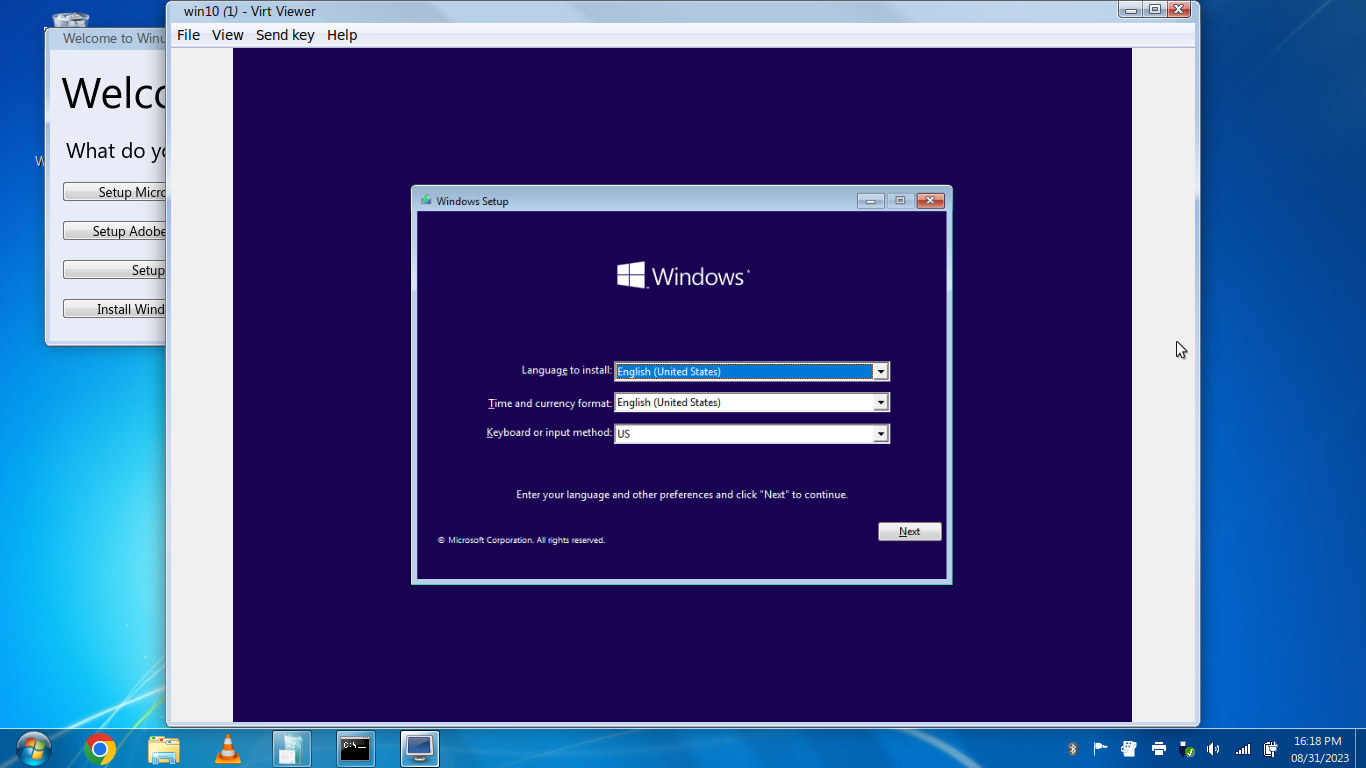 win10 (1) - Virt Viewer
File View Send key Help
Welcome to Winu
Welco
What do yo
W
Setup Micro
Setup Adobe
Setup
Install Wind
Windows Setup
Windows
Language to install: English (United States)
Time and currency format: English (United States)
Keyboard or input method: US
Enter your language and other preferences and click "Next" to continue.
Next
© Microsoft Corporation. All rights reserved.
C:\.
16:18 PM
08/31/2023